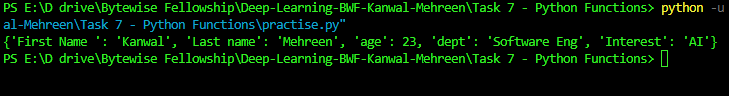 PS E:\D drive\Bytewise Fellowship\Deep-Learning-BWF-Kanwal-Mehreen\Task 7 - Python Functions> python -u
al-Mehreen\Task 7 - Python Functions\practise.py"
{'First Name ': 'Kanwal', 'Last name': 'Mehreen', 'age': 23, 'dept': 'Software Eng', 'Interest': 'AI'}
PS E:\D drive\Bytewise Fellowship\Deep-Learning-BWF-Kanwal-Mehreen\Task 7 - Python Functions>